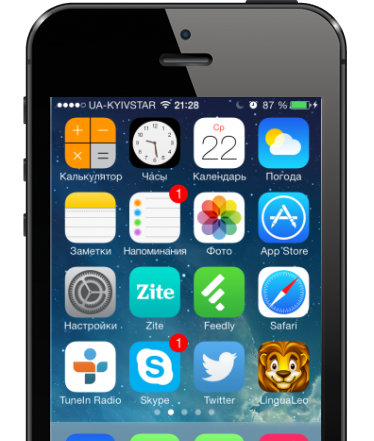 UA-KYIVSTAR 21:28 87 %
Ср
22
Калькулятор Часы Календарь Погода
1
Заметки Напоминания Фото App Store
Zite
Настройки Zite Feedly Safari
1
TuneIn Radio Skype Twitter LinguaLeo